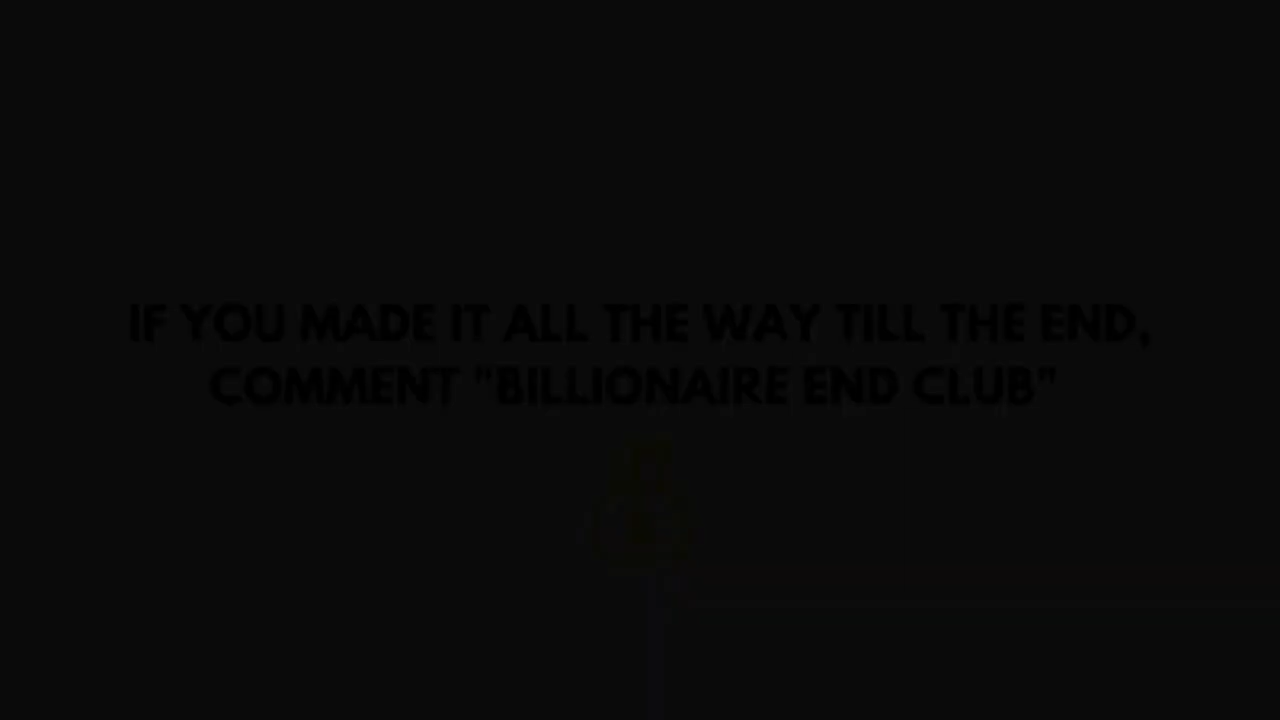 IF YOU MADE IT ALL THE WAY TILL THE END,
COMMENT "BILLIONAIRE END CLUB"